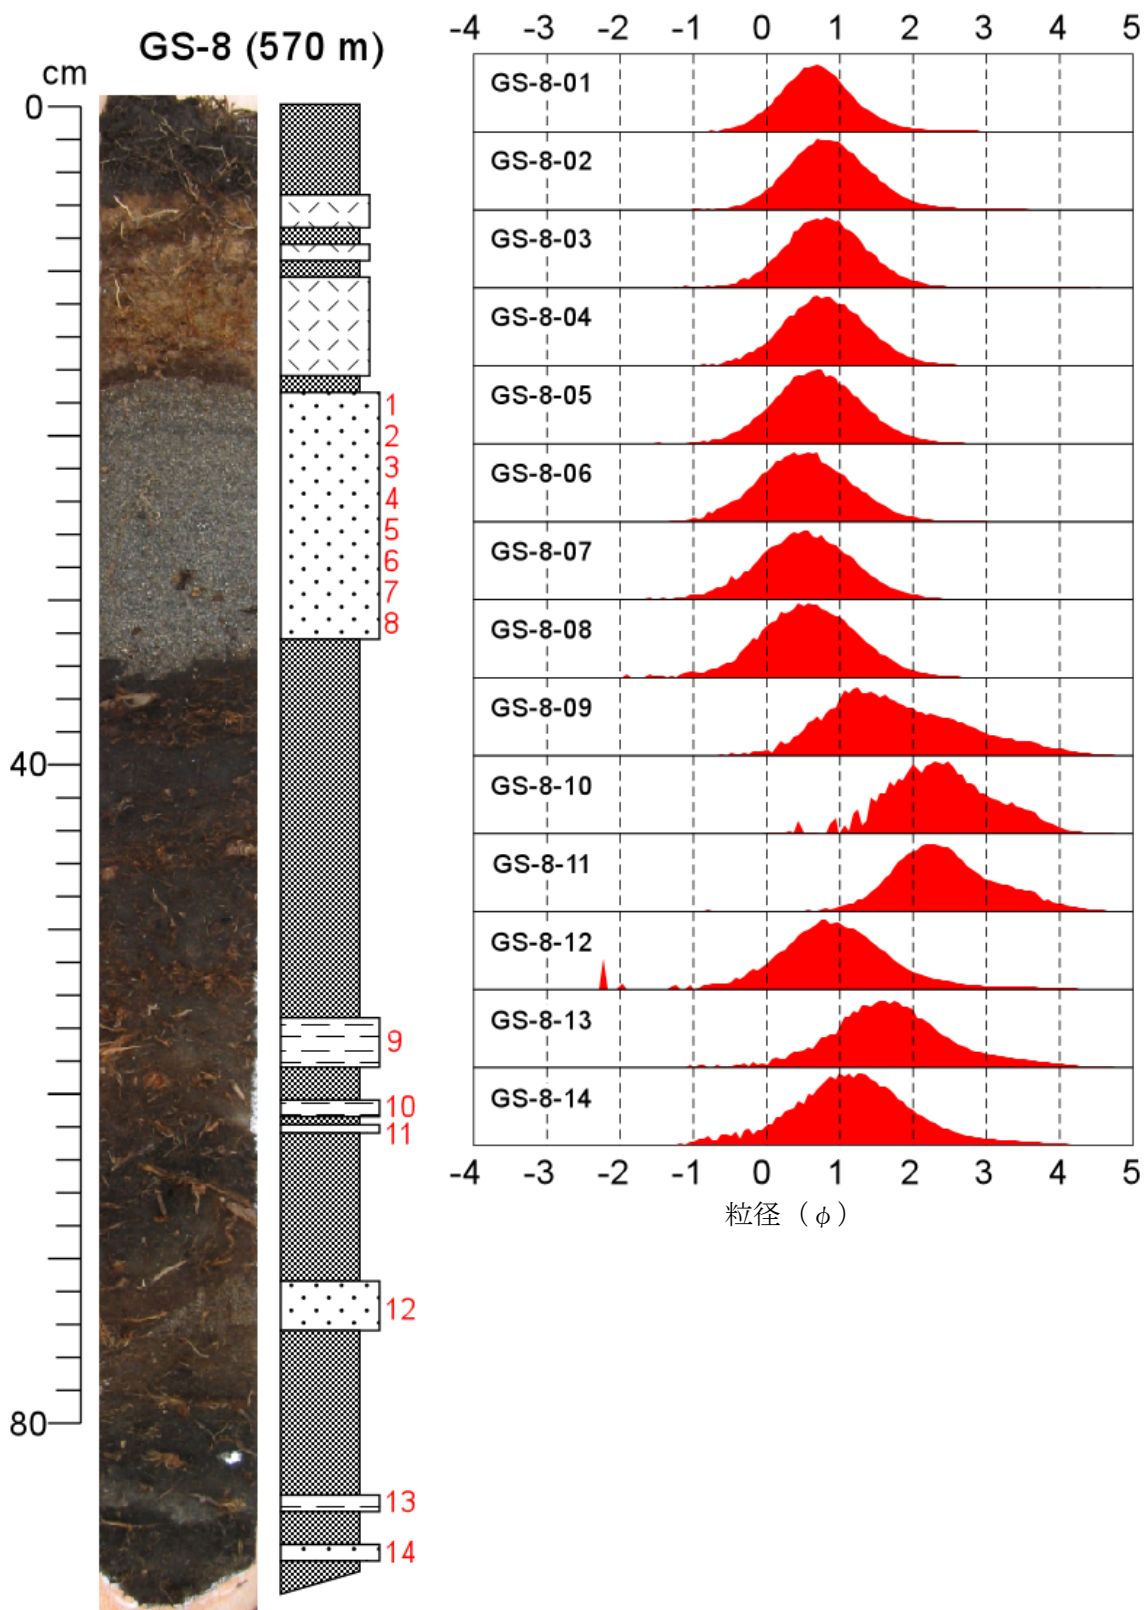 GS-8 (570 m)
cm
0
40
80
1
2
3
4
5
6
7
8
9
10
11
12
13
14
-4 -3 -2 -1 0 1 2 3 4 5
GS-8-01
GS-8-02
GS-8-03
GS-8-04
GS-8-05
GS-8-06
GS-8-07
GS-8-08
GS-8-09
GS-8-10
GS-8-11
GS-8-12
GS-8-13
GS-8-14
-4 -3 -2 -1 0 1 2 3 4 5
粒径（φ）